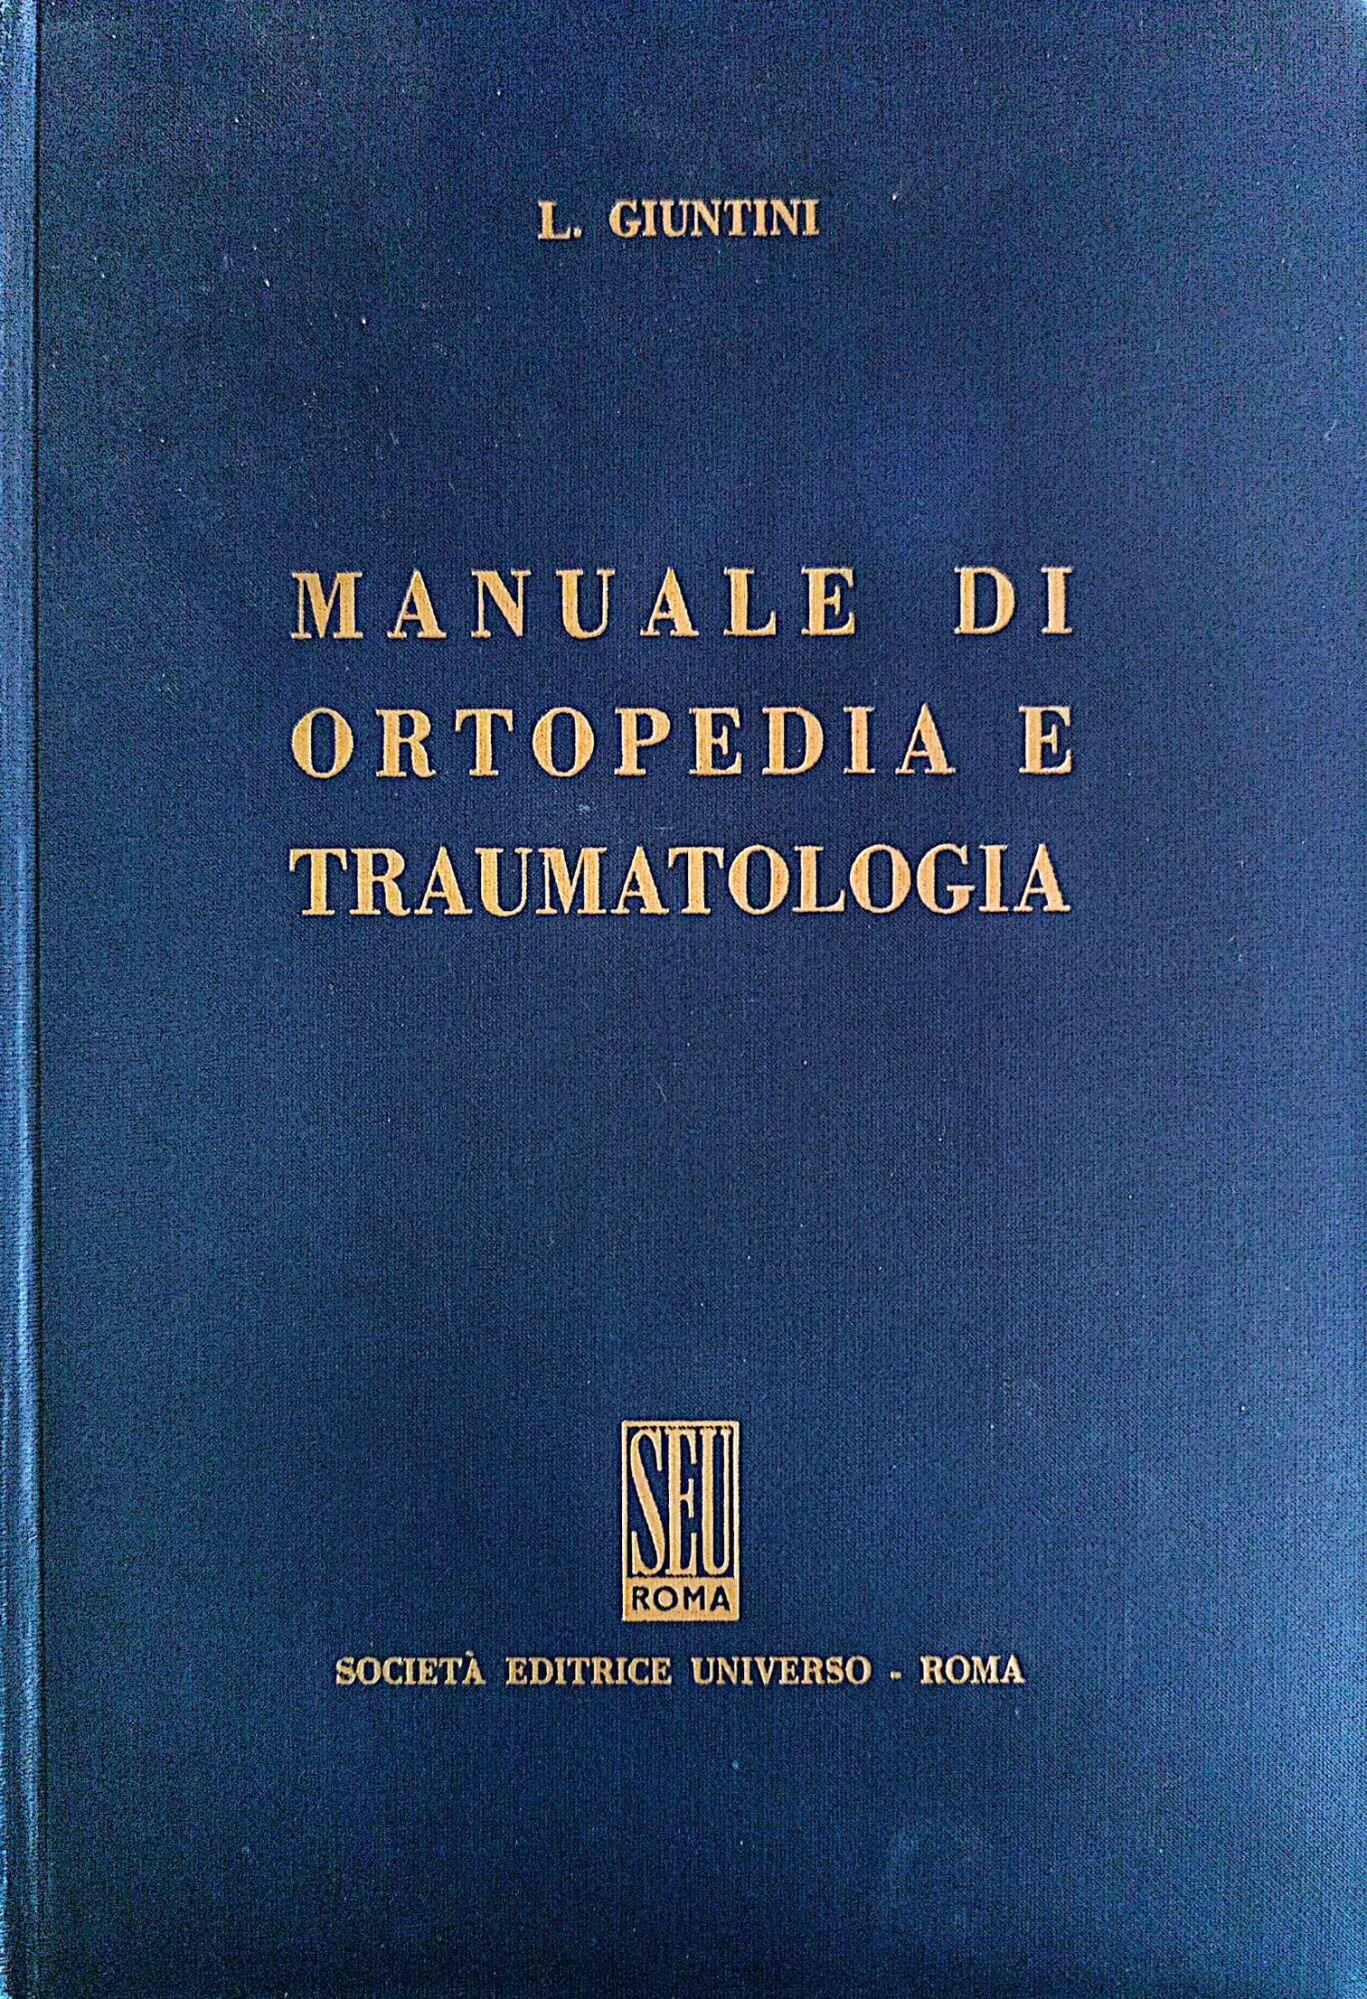 L. GIUNTINI
MANUALE DI
ORTOPEDIA E
TRAUMATOLOGIA
SEU
ROMA
SOCIETÀ EDITRICE UNIVERSO - ROMA